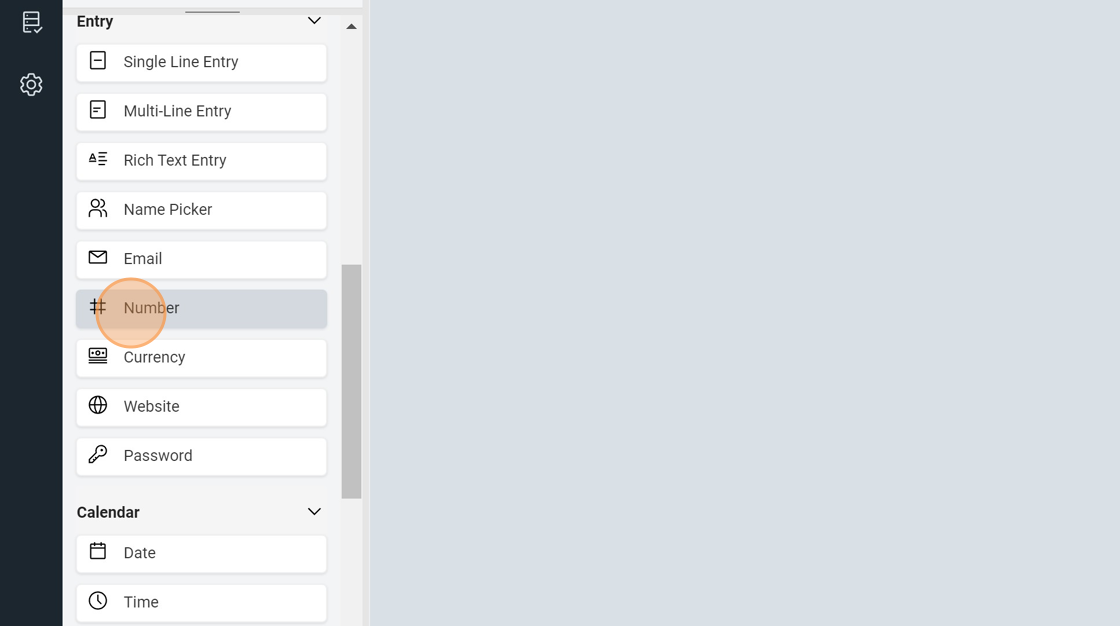 Entry
Single Line Entry
Multi-Line Entry
Rich Text Entry
Name Picker
Email
Number
Currency
Website
Password
Calendar
Date
Time